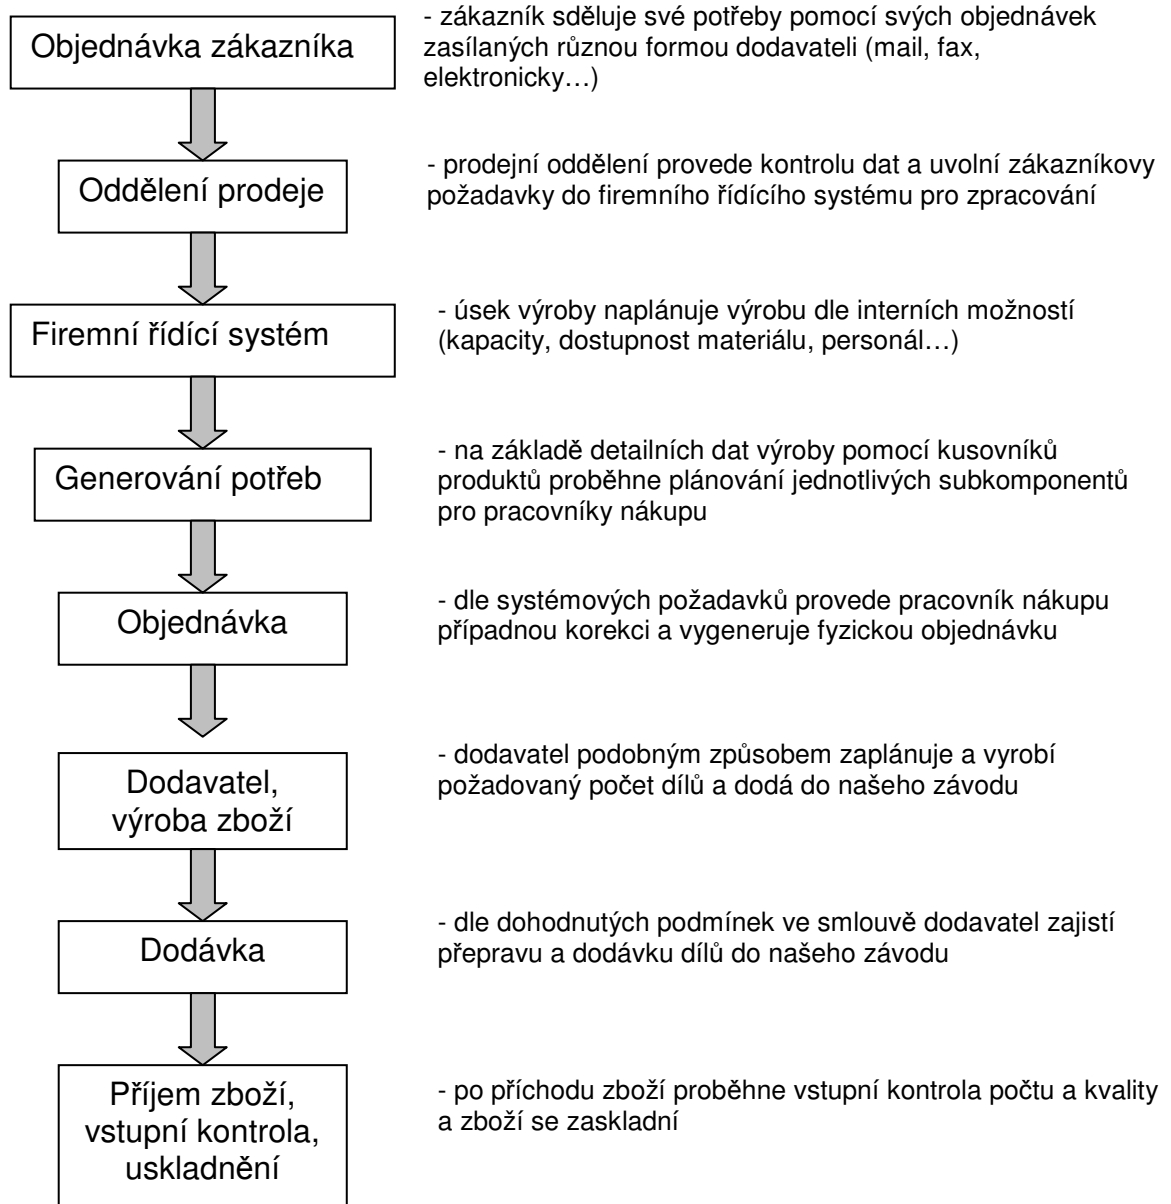 Objednávka zákazníka
- zákazník sděluje své potřeby pomocí svých objednávek
zasílaných různou formou dodavateli (mail, fax,
elektronicky…)
Oddělení prodeje
- prodejní oddělení provede kontrolu dat a uvolní zákazníkovy
požadavky do firemního řídícího systému pro zpracování
Firemní řídící systém
- úsek výroby naplánuje výrobu dle interních možností
(kapacity, dostupnost materiálu, personál…)
Generování potřeb
- na základě detailních dat výroby pomocí kusovníků
produktů proběhne plánování jednotlivých subkomponentů
pro pracovníky nákupu
Objednávka
- dle systémových požadavků provede pracovník nákupu
případnou korekci a vygeneruje fyzickou objednávku
Dodavatel,
výroba zboží
- dodavatel podobným způsobem zaplánuje a vyrobí
požadovaný počet dílů a dodá do našeho závodu
Dodávka
- dle dohodnutých podmínek ve smlouvě dodavatel zajistí
přepravu a dodávku dílů do našeho závodu
Příjem zboží,
vstupní kontrola,
uskladnění
- po příchodu zboží proběhne vstupní kontrola počtu a kvality
a zboží se zaskladní